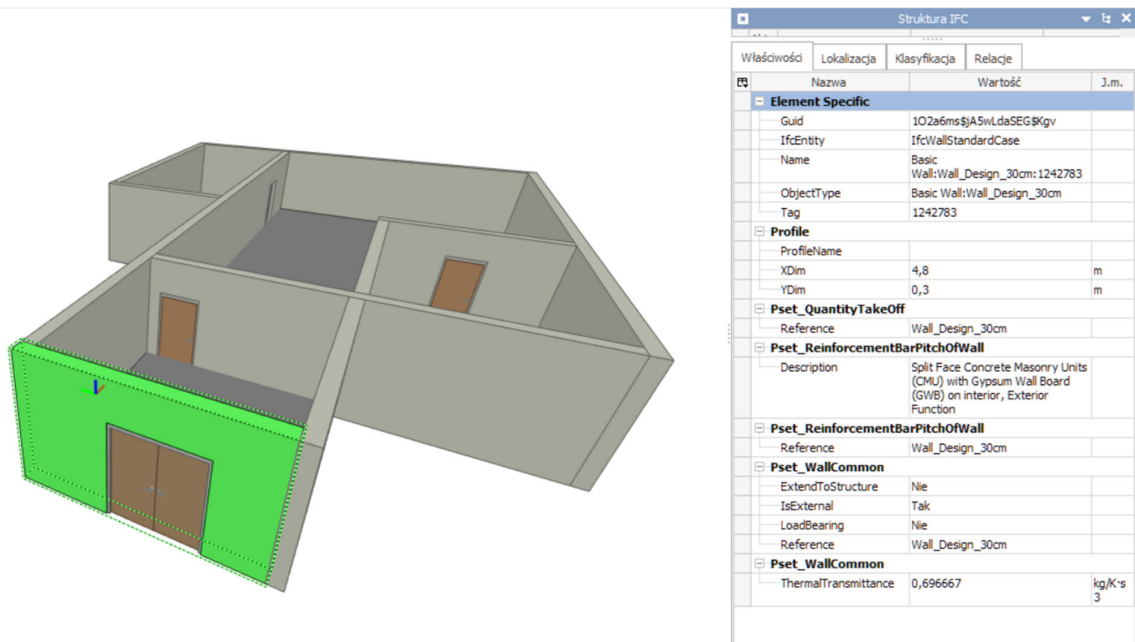 Struktura IFC
Właściwości Lokalizacja Klasyfikacja Relacje
Nazwa Wartość J.m.
Element Specific
Guid 1O2a6ms$jA5wLdaSEG$Kgv
IfcEntity IfcWallStandardCase
Name Basic
Wall:Wall_Design_30cm:1242783
ObjectType Basic Wall:Wall_Design_30cm
Tag 1242783
Profile
ProfileName
XDim 4,8 m
YDim 0,3 m
Pset_QuantityTakeOff
Reference Wall_Design_30cm
Pset_ReinforcementBarPitchOfWall
Description Split Face Concrete Masonry Units
(CMU) with Gypsum Wall Board
(GWB) on interior, Exterior
Function
Pset_ReinforcementBarPitchOfWall
Reference Wall_Design_30cm
Pset_WallCommon
ExtendToStructure Nie
IsExternal Tak
LoadBearing Nie
Reference Wall_Design_30cm
Pset_WallCommon
ThermalTransmittance 0,696667 kg/K·s
3